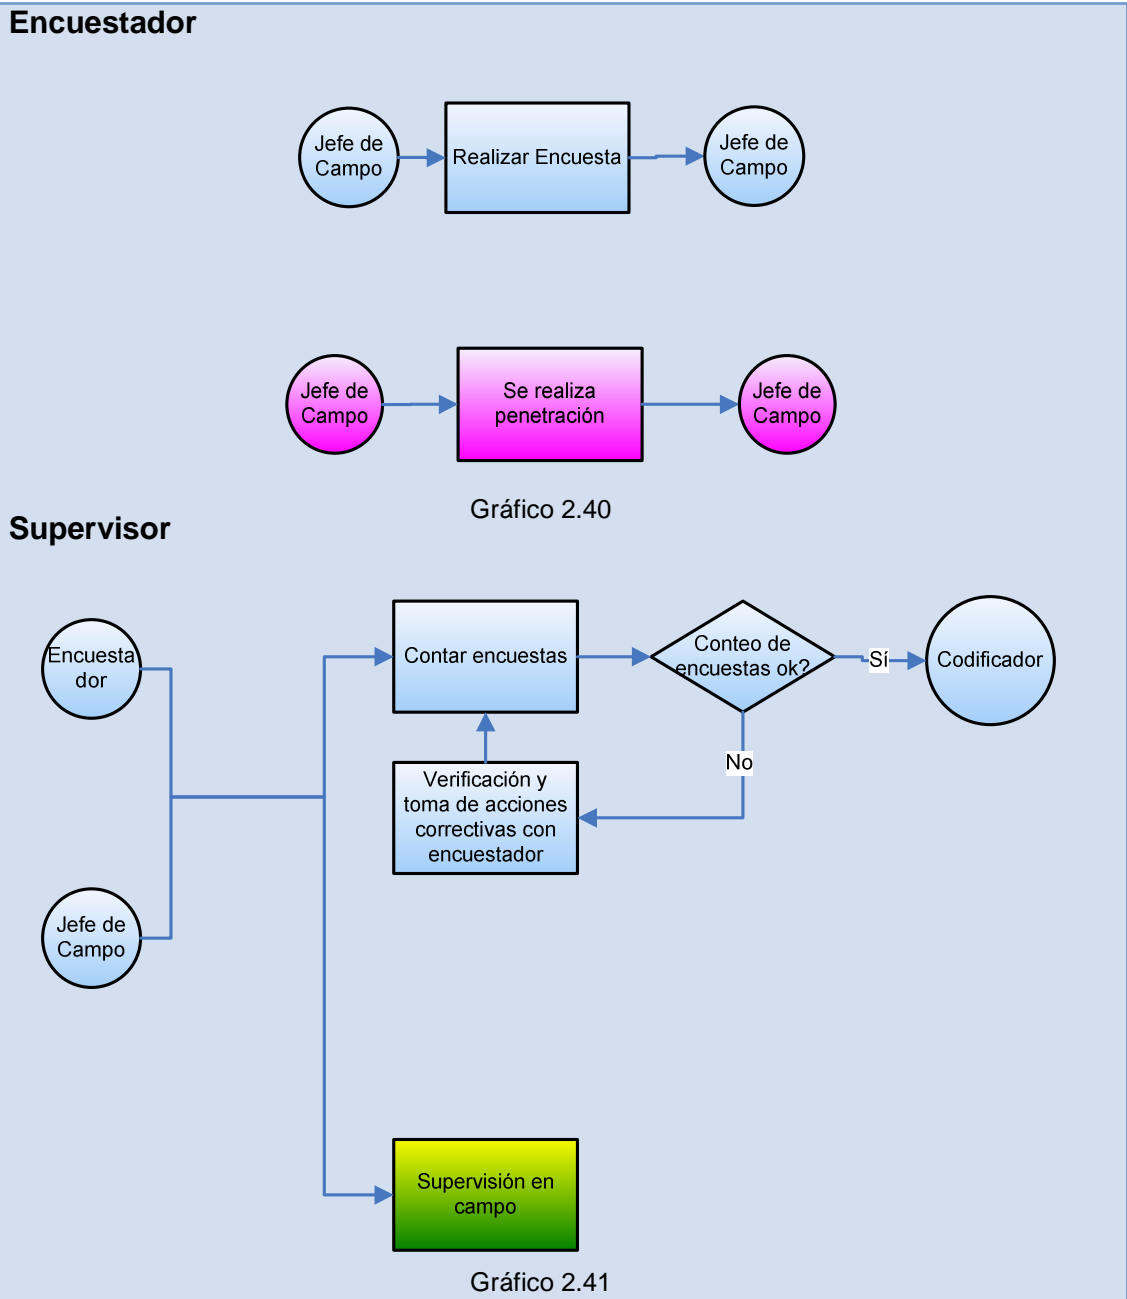 Encuestador
Jefe de
Campo
Realizar Encuesta
Jefe de
Campo
Jefe de
Campo
Se realiza
penetración
Jefe de
Campo
Gráfico 2.40
Supervisor
Encuesta
dor
Contar encuestas
Conteo de
encuestas ok?
Sí
Codificador
No
Verificación y
toma de acciones
correctivas con
encuestador
Jefe de
Campo
Supervisión en
campo
Gráfico 2.41